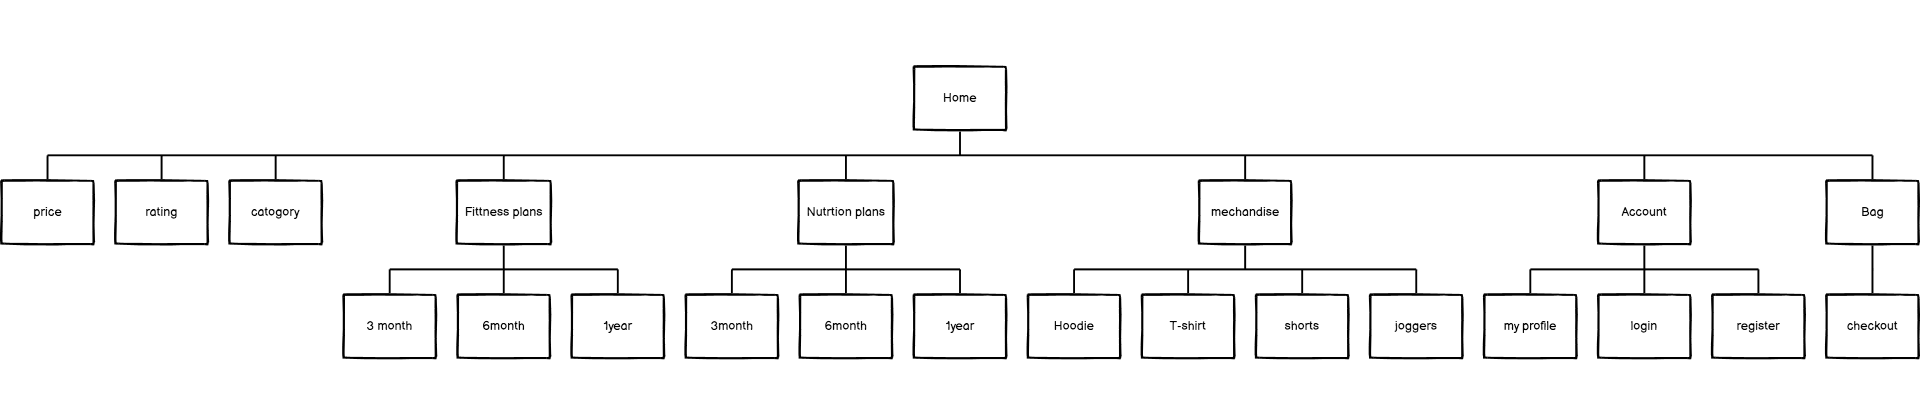 Home
price
rating
catogory
Fittness plans
Nutrtion plans
mechandise
Account
Bag
3 month
6month
1year
3month
6month
1year
Hoodie
T-shirt
shorts
joggers
my profile
login
register
checkout